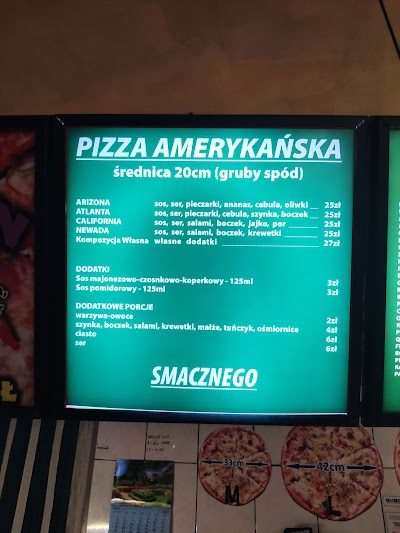 PIZZA AMERYKAŃSKA
średnica 20cm (gruby spód)
ARIZONA sos, ser, pieczarki, ananas, cebula, oliwki 25zł
ATLANTA sos, ser, pieczarki, cebula, szynka, boczek 25zł
CALIFORNIA sos, ser, salami, boczek, jajko, por 25zł
NEWADA sos, ser, salami, boczek, krewetki 25zł
Kompozycja Własna własne dodatki 27zł
DODATKI
Sos majonezowo-czosnkowo-koperkowy - 125ml 3zł
Sos pomidorowy - 125ml 3zł
DODATKOWE PORCJE
warzywa-owoce 2zł
szynka, boczek, salami, krewetki, małże, tuńczyk, ośmiornice 4zł
ciasto 6zł
ser 6zł
SMACZNEGO
33cm
M
42cm
L